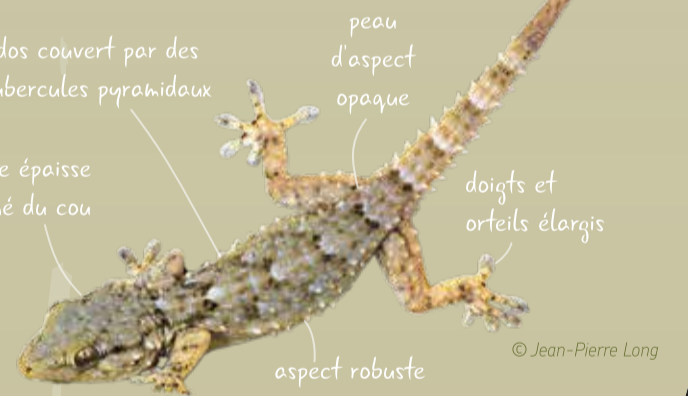 peau
d'aspect
opaque
dos couvert par des
pyramidaux
épaisse
du cou
doigts et
orteils élargis
aspect robuste
© Jean-Pierre Long